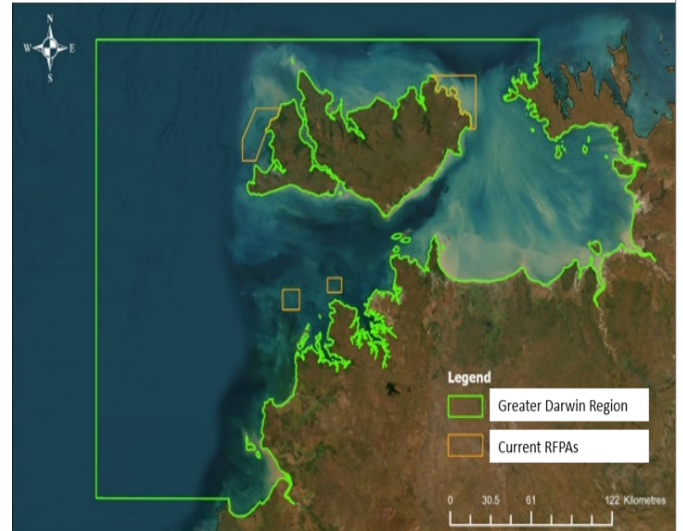 N
W E
S
Legend
Greater Darwin Region
Current RFPAs
0 30.5 61 122 Kilometres